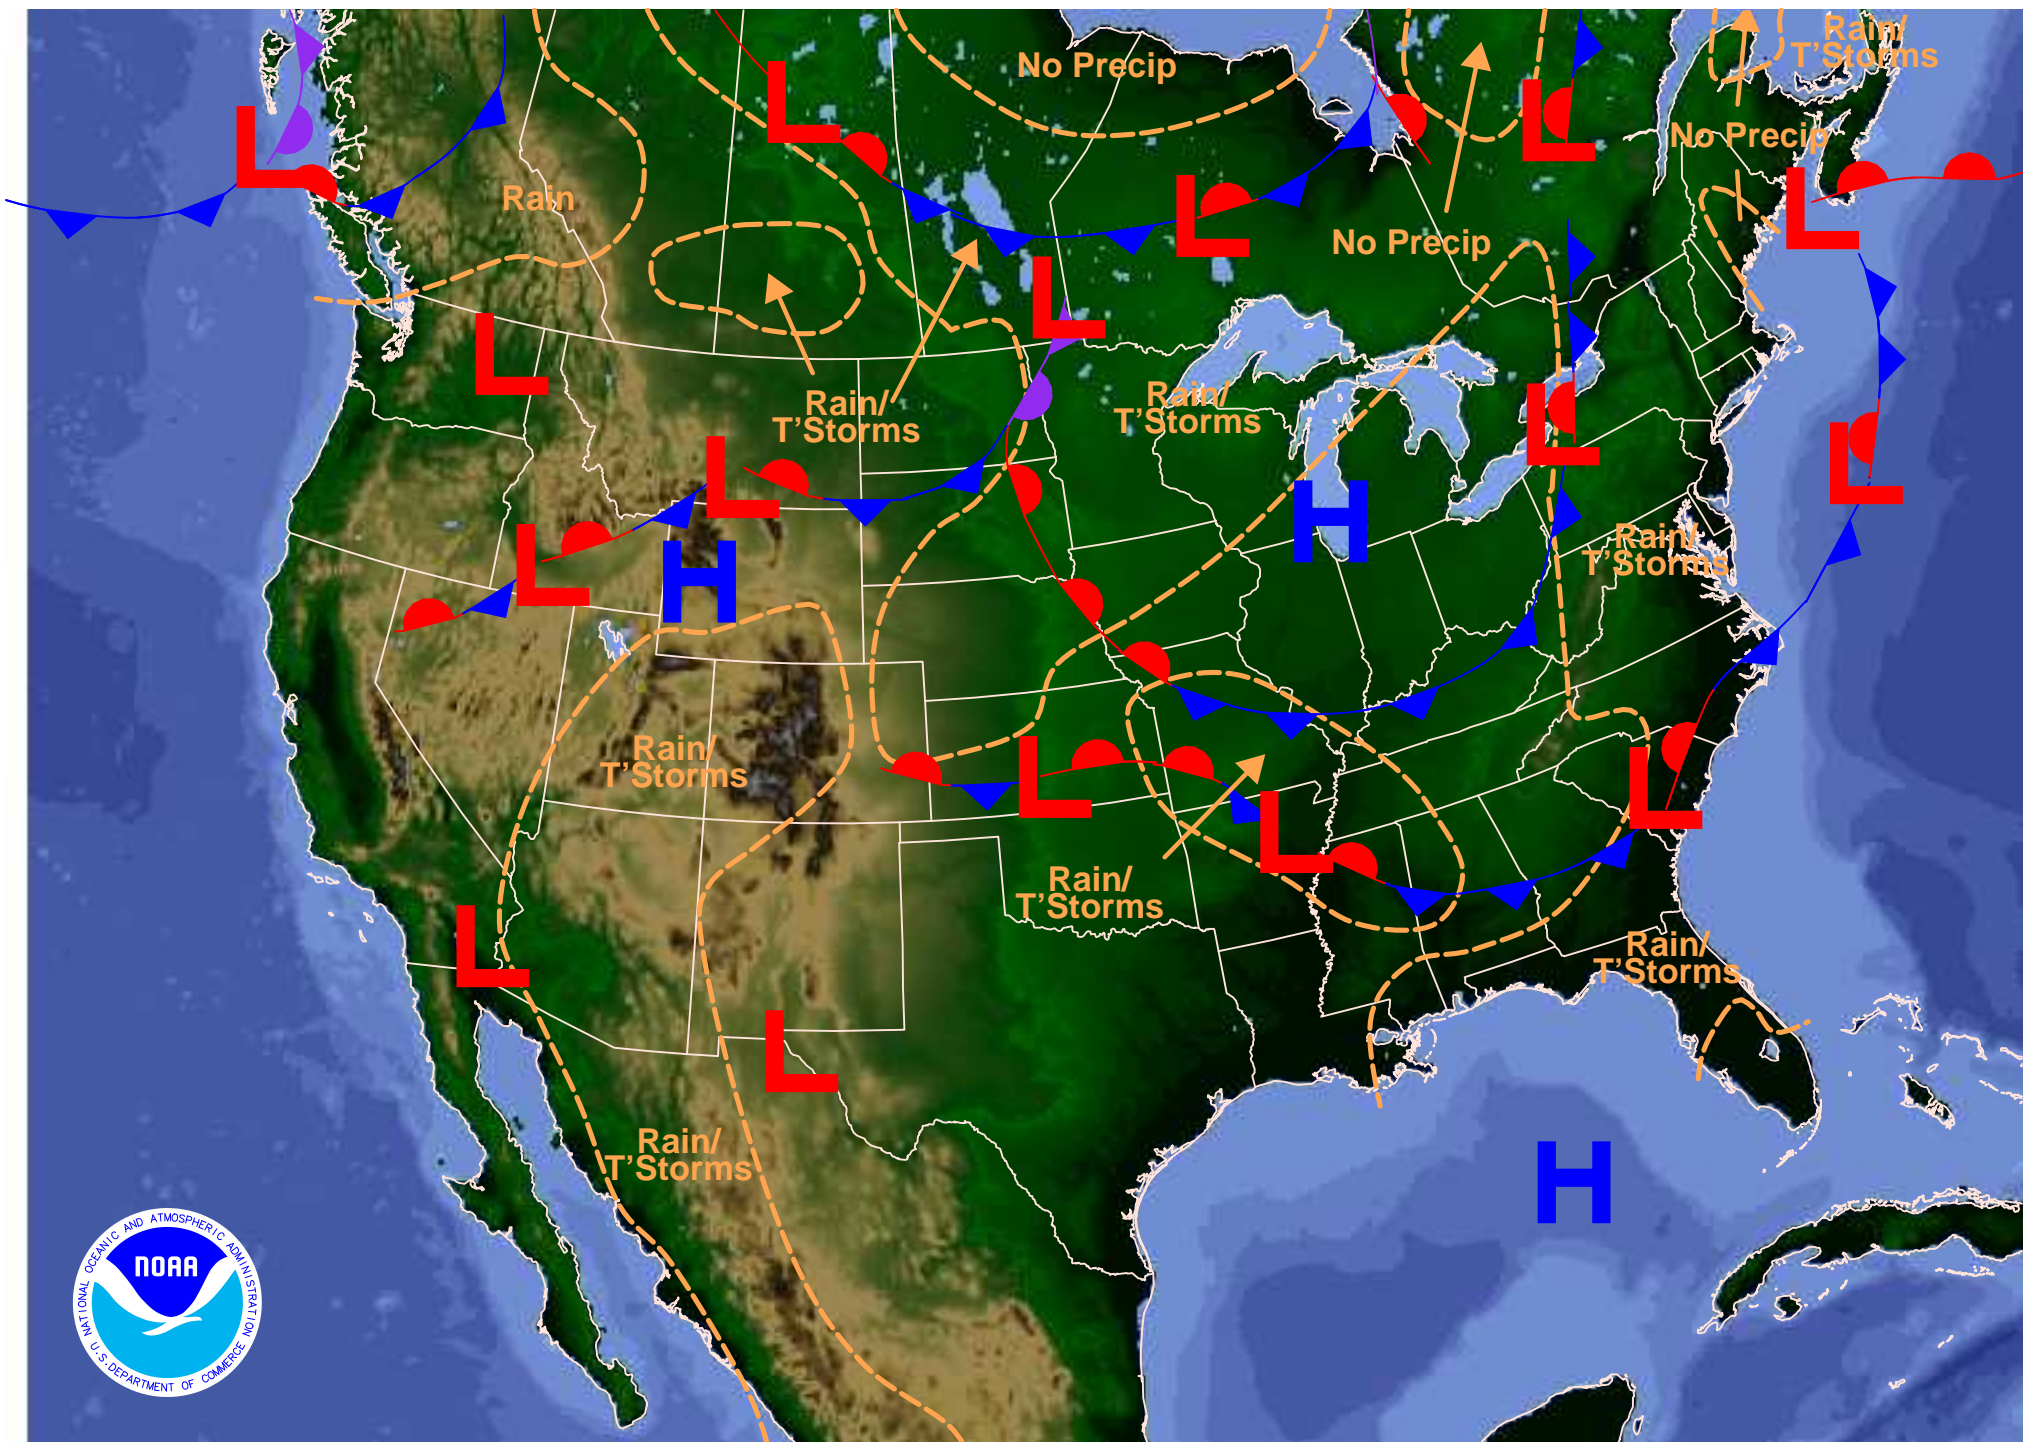 Rain/
T'Storms
No Precip
No Precip
Rain
No Precip
L
L
L
L
L
L
L
L
Rain/
T'Storms
Rain/
T'Storms
L
L
L
L
H
Rain/
T'Storms
H
Rain/
T'Storms
L
L
L
Rain/
T'Storms
Rain/
T'Storms
L
L
Rain/
T'Storms
H
NATIONAL OCEANIC AND ATMOSPHERIC ADMINISTRATION
NOAA
U.S. DEPARTMENT OF COMMERCE